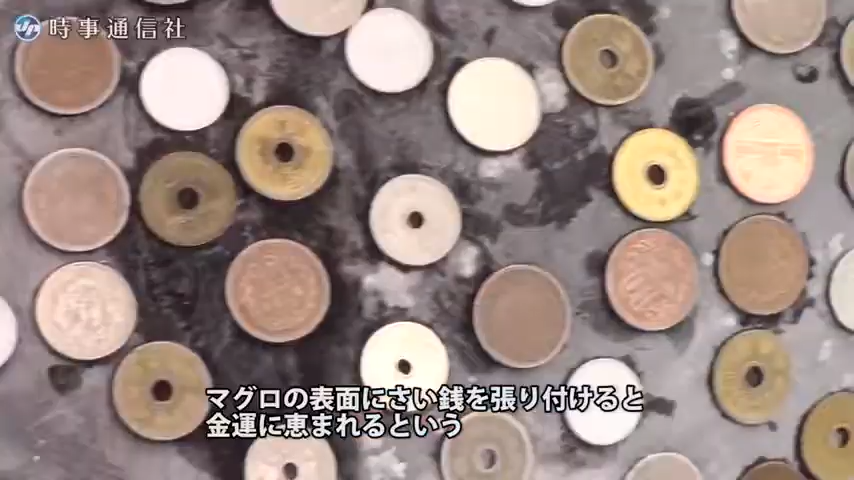 時事通信社
マグロの表面にさい銭を張り付けると
金運に恵まれるという